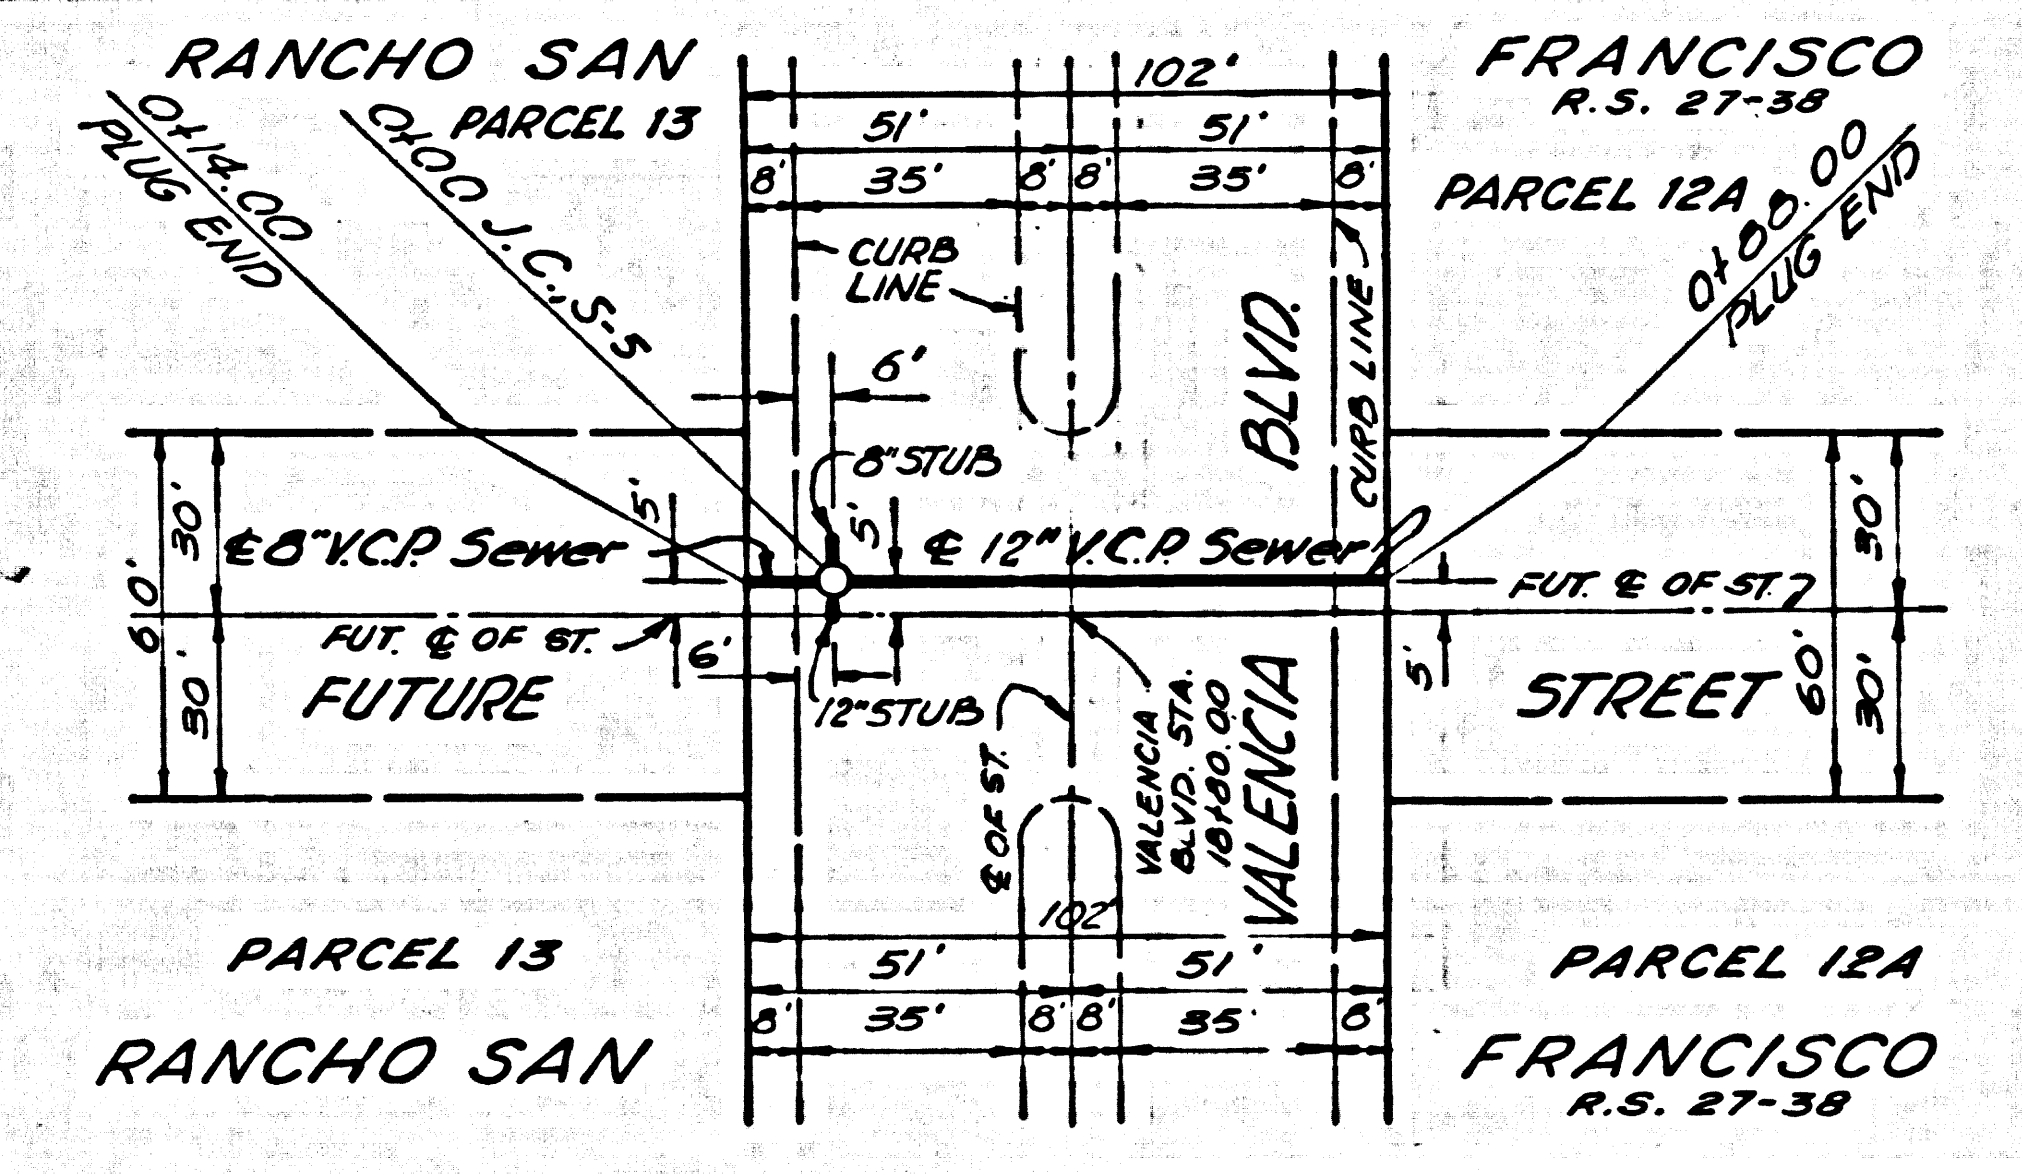 RANCHO SAN
FRANCISCO
R.S. 27-38
PARCEL 13
PARCEL 12A
0+14.00
PLUG END
0+00 J.C., S-5
0+88.00
PLUG END
102'
51' 51'
8' 35' 8' 8' 35' 8'
CURB
LINE
CURB LINE
BLVD.
6'
8" STUB
5'
5'
30'
30'
60'
℄ 8" V.C.P. Sewer
℄ 12" V.C.P. Sewer
30'
30'
60'
FUT. ℄ OF ST.
FUT. ℄ OF ST.
6'
5'
FUTURE
STREET
12" STUB
℄ OF ST.
VALENCIA
BLVD. STA.
18+80.00
VALENCIA
102'
51' 51'
8' 35' 8' 8' 35' 8'
PARCEL 13
PARCEL 12A
RANCHO SAN
FRANCISCO
R.S. 27-38